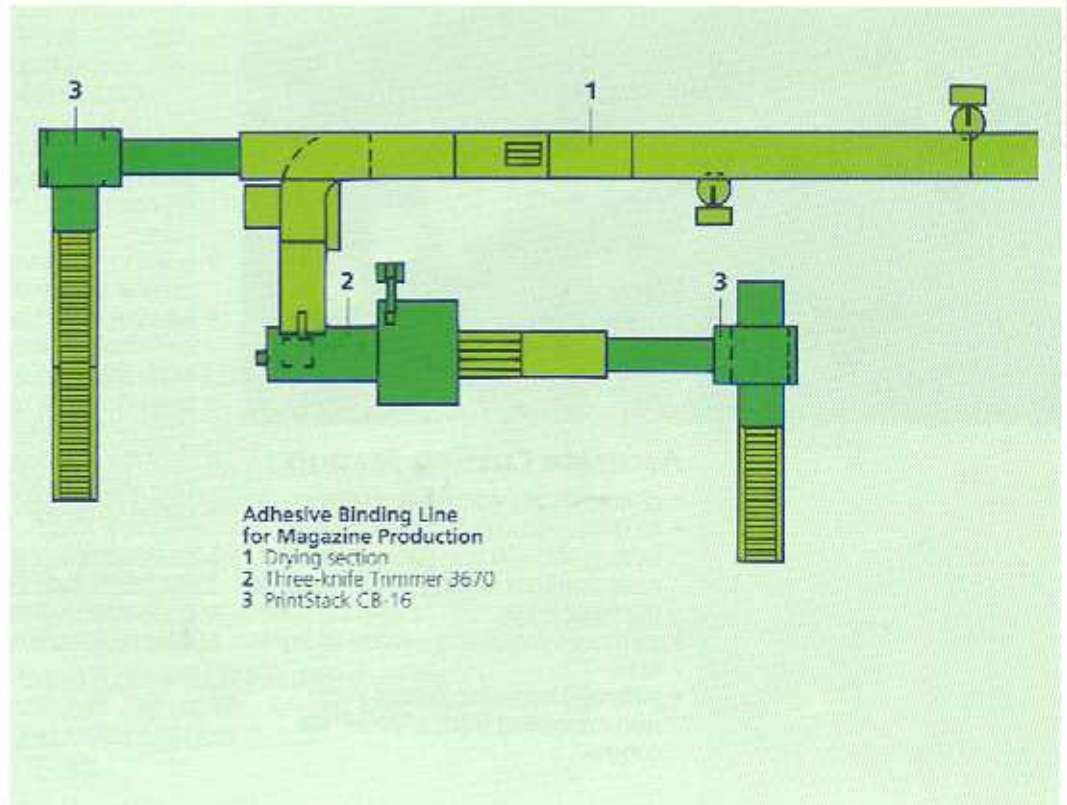 3
1
2
3
Adhesive Binding Line
for Magazine Production
1 Drying section
2 Three-knife Trimmer 3670
3 PrintStack CB-16